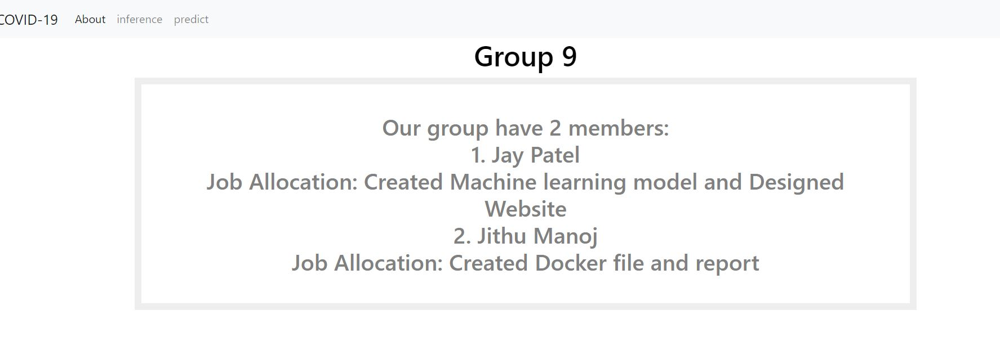 COVID-19 About inference predict
Group 9
Our group have 2 members:
1. Jay Patel
Job Allocation: Created Machine learning model and Designed
Website
2. Jithu Manoj
Job Allocation: Created Docker file and report